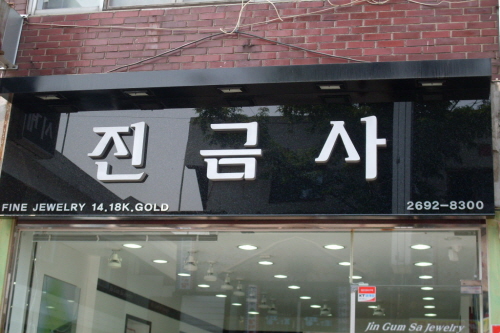 진금사
FINE JEWELRY 14,18K,GOLD 2692-8300
Jin Gum Sa Jewelry